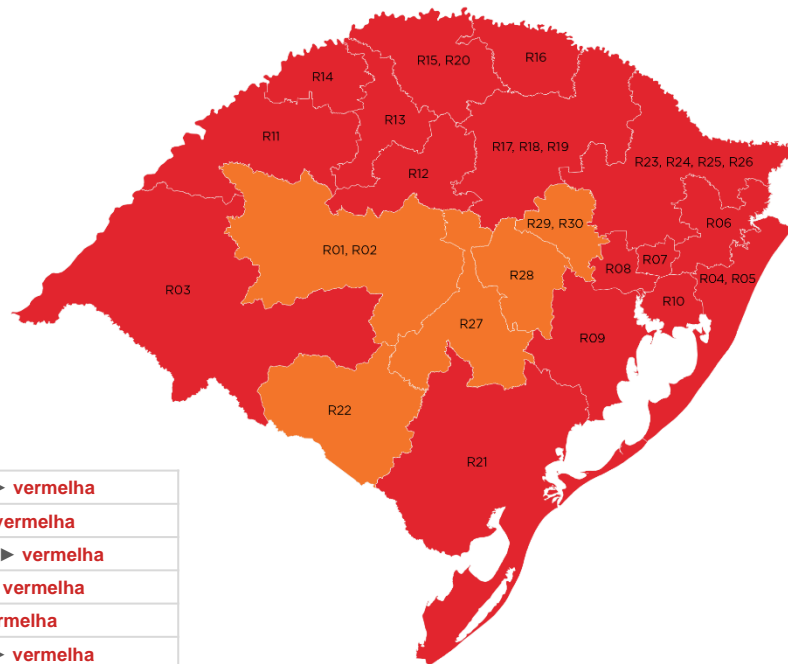 R16
R15, R20
R14
R13
R11
R17, R18, R19
R23, R24, R25, R26
R12
R06
R29, R30
R01, R02
R07
R08
R28
R04, R05
R03
R10
R27
R09
R22
R21
► vermelha
vermelha
► vermelha
vermelha
► vermelha